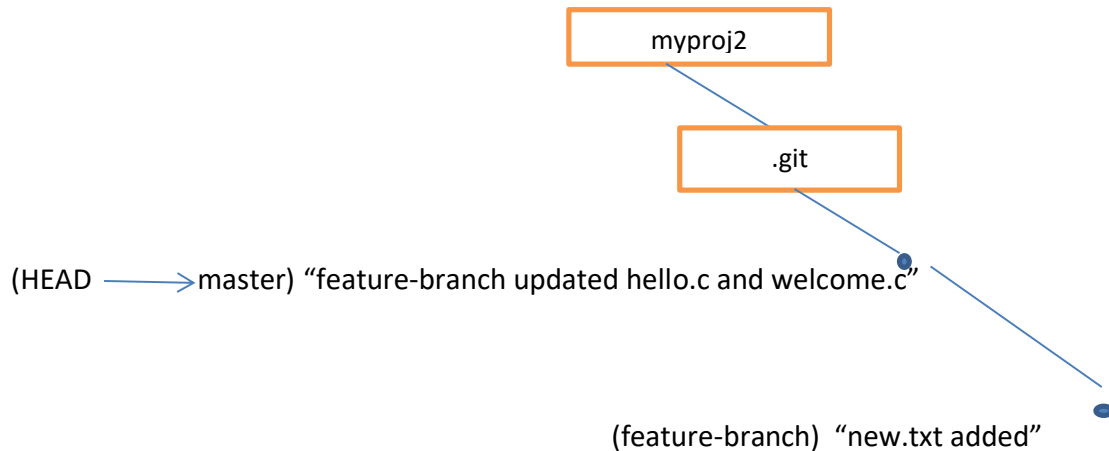 myproj2
.git
(HEAD master) “feature-branch updated hello.c and welcome.c”
(feature-branch) “new.txt added”